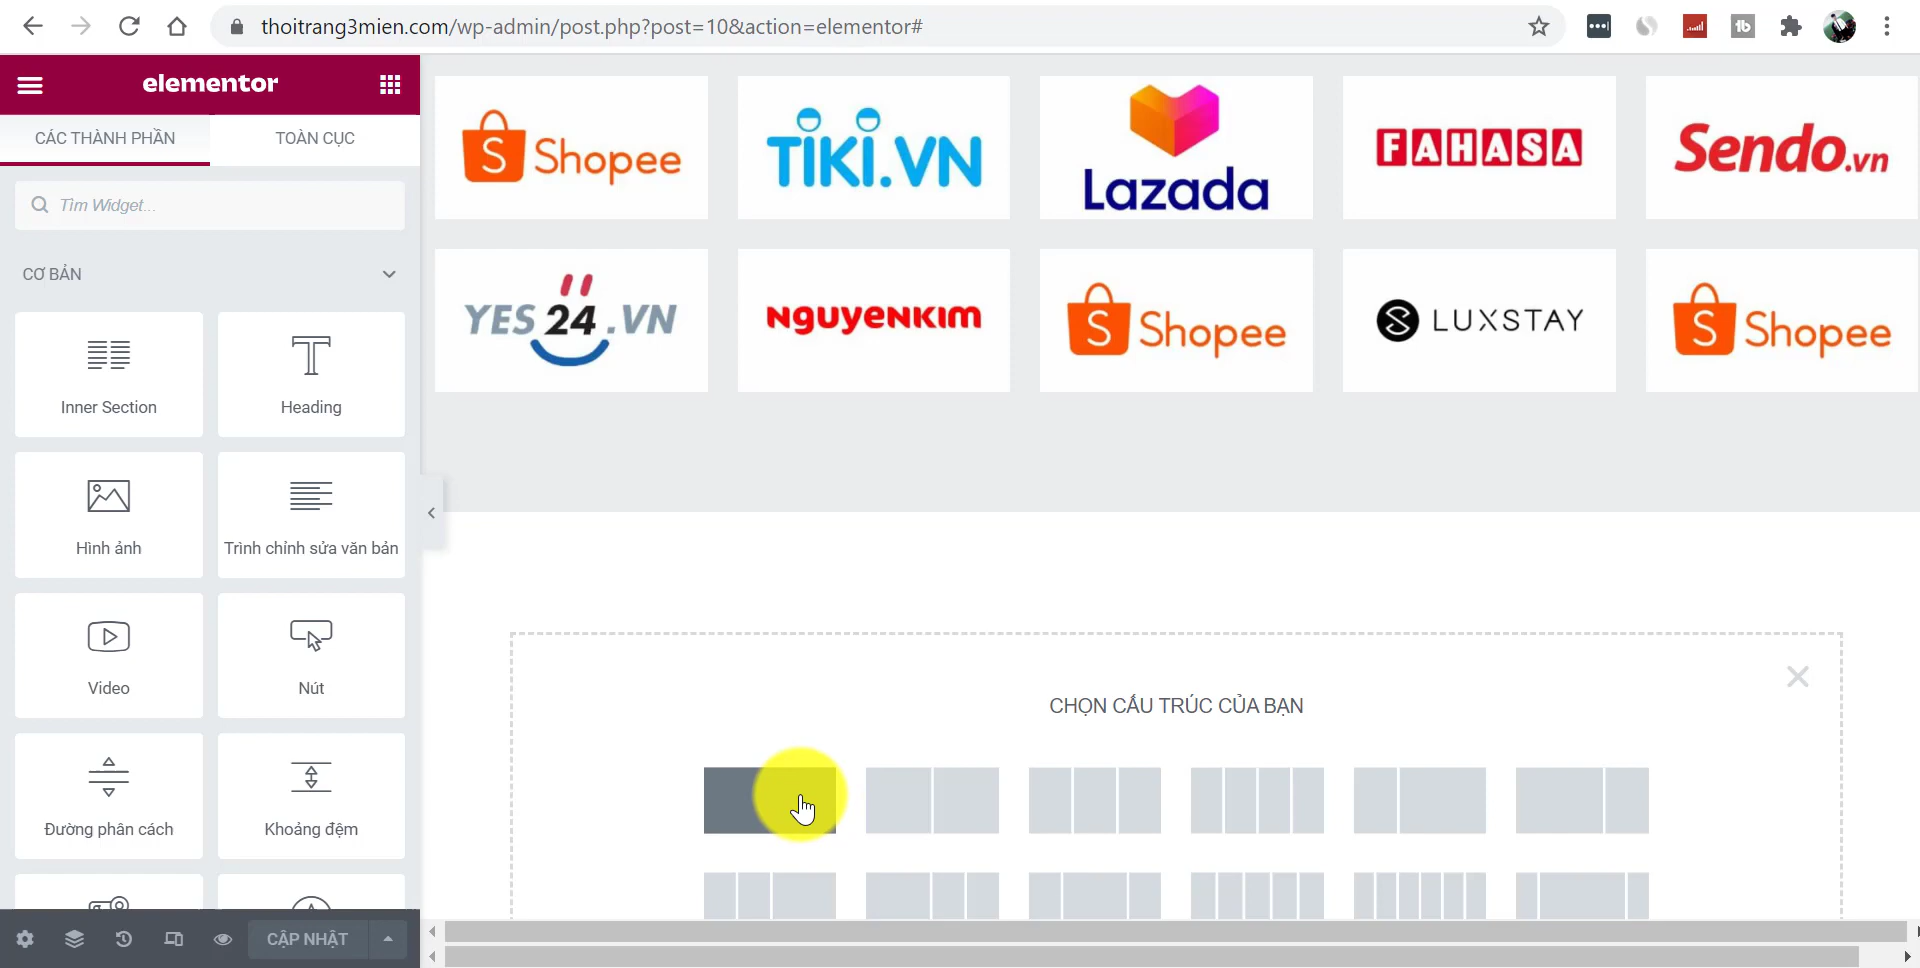 thoitrang3mien.com/wp-admin/post.php?post=10&action=elementor#
elementor
CÁC THÀNH PHẦN
TOÀN CỤC
Tìm Widget...
CƠ BẢN
Inner Section
Heading
Hình ảnh
Trình chỉnh sửa văn bản
Video
Nút
Đường phân cách
Khoảng đệm
CẬP NHẬT
S Shopee
TIKI.VN
Lazada
FAHASA
Sendo.vn
YES 24 .VN
NGUYENKIM
S Shopee
LUXSTAY
S Shopee
CHỌN CẤU TRÚC CỦA BẠN